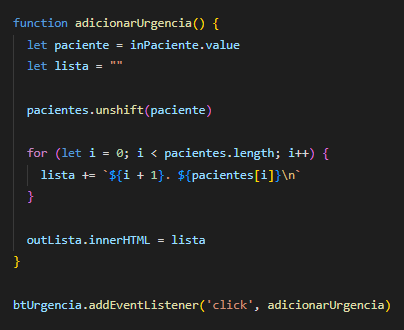 function adicionarUrgencia() {
let paciente = inPaciente.value
let lista = ""
pacientes.unshift(paciente)
for (let i = 0; i < pacientes.length; i++) {
lista += `${i + 1}. ${pacientes[i]}\n`
}
outLista.innerHTML = lista
}
btUrgencia.addEventListener('click', adicionarUrgencia)